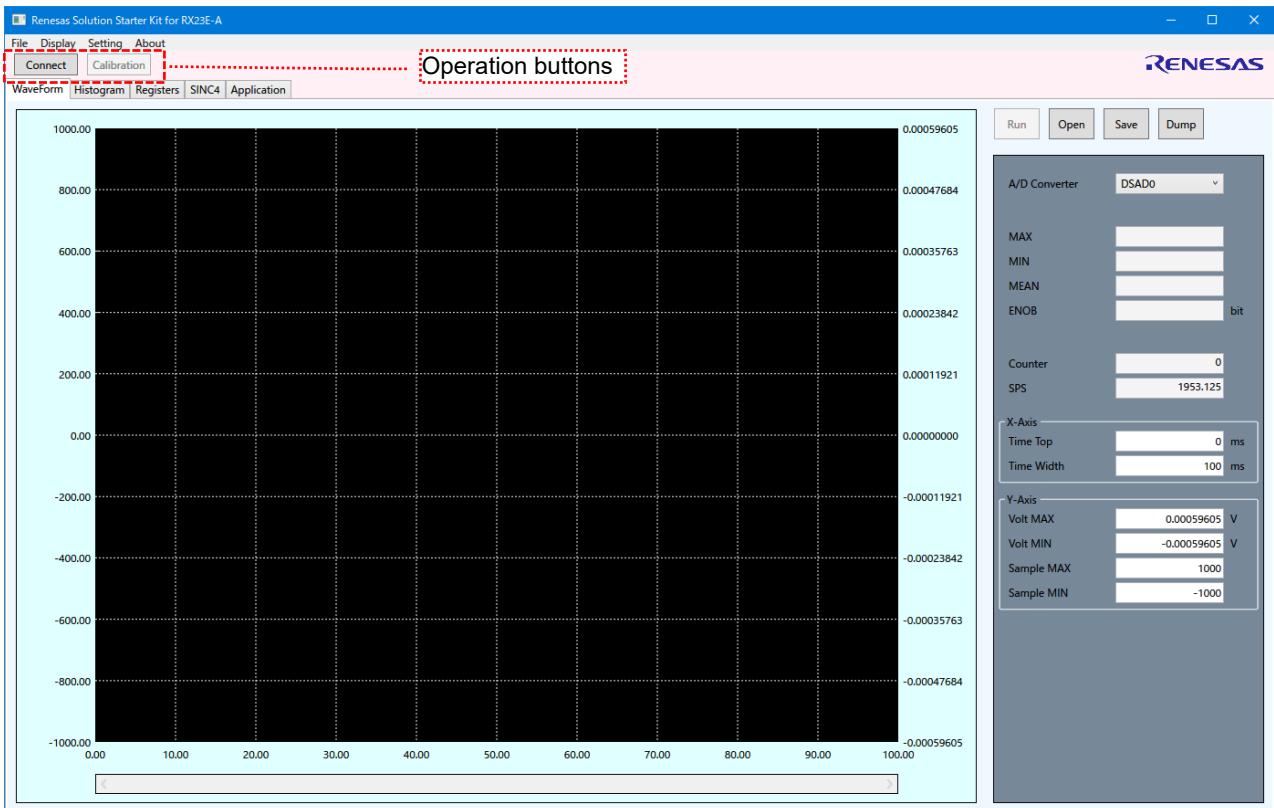 Renesas Solution Starter Kit for RX23E-A
File Display Setting About
Connect Calibration Operation buttons RENESAS
WaveForm Histogram Registers SINC4 Application
Run Open Save Dump
1000.00 0.00059605
800.00 0.00047684
600.00 0.00035763
400.00 0.00023842
200.00 0.00011921
0.00 0.00000000
-200.00 -0.00011921
-400.00 -0.00023842
-600.00 -0.00035763
-800.00 -0.00047684
-1000.00 -0.00059605
0.00 10.00 20.00 30.00 40.00 50.00 60.00 70.00 80.00 90.00 100.00
A/D Converter DSAD0
MAX
MIN
MEAN
ENOB bit
Counter 0
SPS 1953.125
X-Axis
Time Top 0 ms
Time Width 100 ms
Y-Axis
Volt MAX 0.00059605 V
Volt MIN -0.00059605 V
Sample MAX 1000
Sample MIN -1000